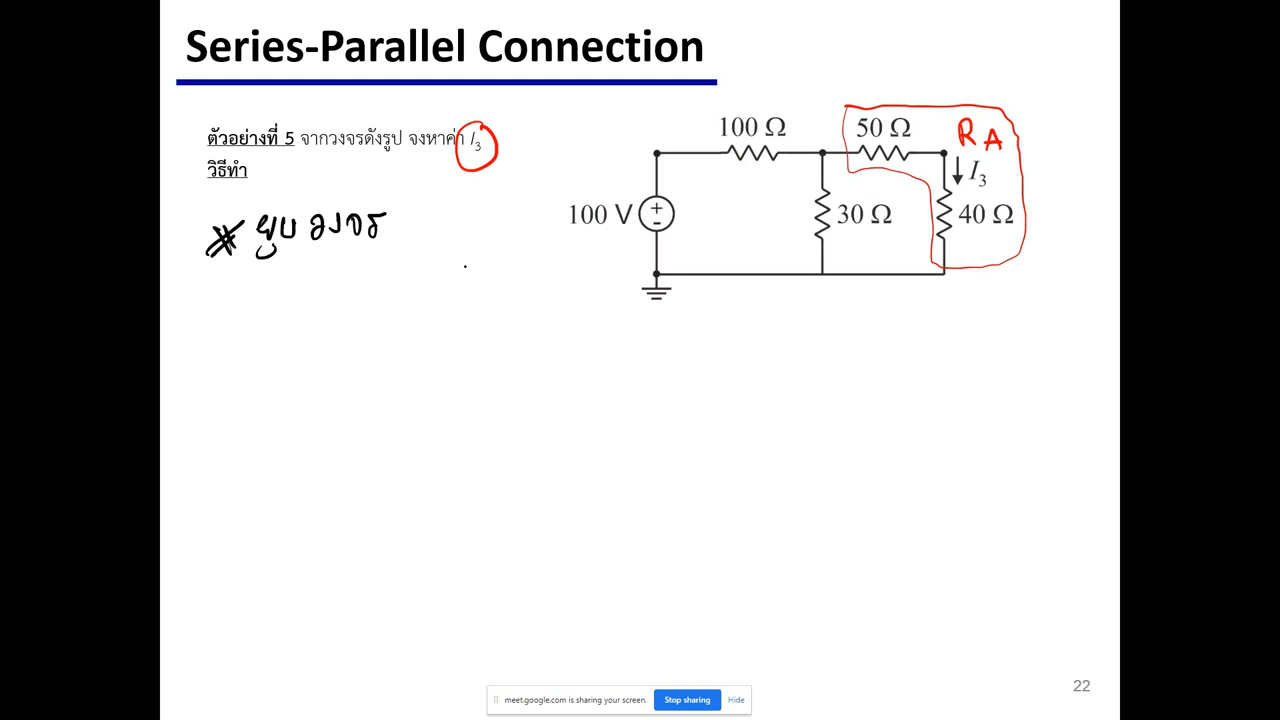 Series-Parallel Connection
ตัวอย่างที่ 5 จากวงจรดังรูป จงหาค่า I3
วิธีทำ
* ยุบ วงจร
100 Ω
50 Ω
RA
I3
100 V
+
-
30 Ω
40 Ω
meet.google.com is sharing your screen.
Stop sharing
Hide
22